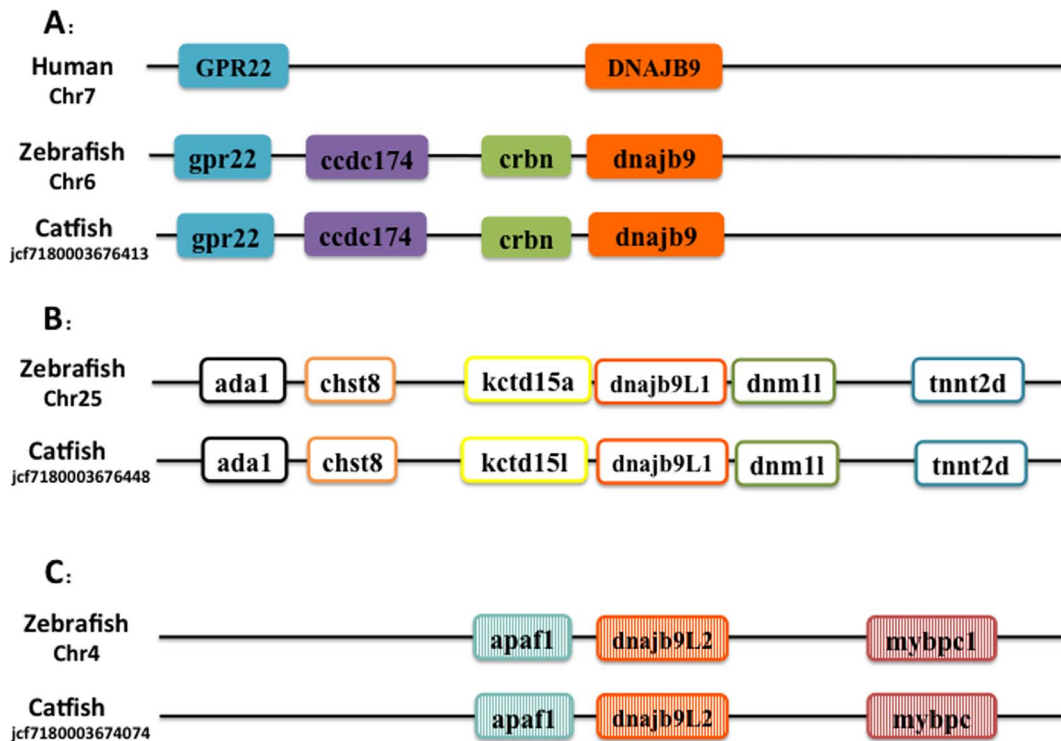 A:
Human
Chr7
GPR22 DNAJB9
Zebrafish
Chr6
gpr22 ccdc174 crbn dnajb9
Catfish
jcf7180003676413
gpr22 ccdc174 crbn dnajb9
B:
Zebrafish
Chr25
ada1 chst8 kctd15a dnajb9L1 dnm1l tnnt2d
Catfish
jcf7180003676448
ada1 chst8 kctd15l dnajb9L1 dnm1l tnnt2d
C:
Zebrafish
Chr4
apaf1 dnajb9L2 mybpc1
Catfish
jcf7180003674074
apaf1 dnajb9L2 mybpc